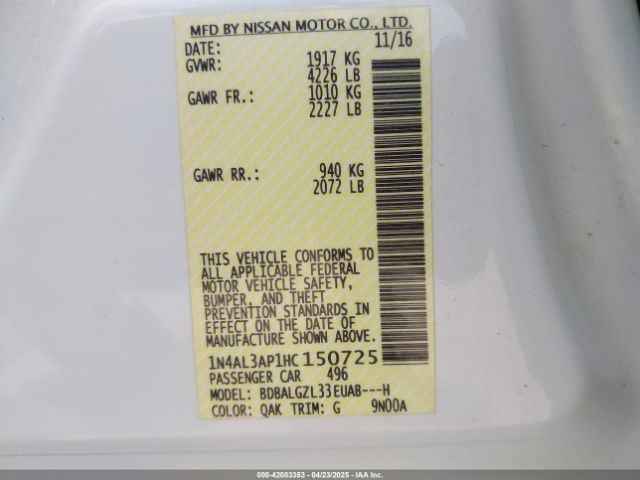 MFD BY NISSAN MOTOR CO., LTD.
DATE: 11/16
GVWR: 1917 KG
4226 LB
GAWR FR.: 1010 KG
2227 LB
GAWR RR.: 940 KG
2072 LB
THIS VEHICLE CONFORMS TO
ALL APPLICABLE FEDERAL
MOTOR VEHICLE SAFETY,
BUMPER, AND THEFT
PREVENTION STANDARDS IN
EFFECT ON THE DATE OF
MANUFACTURE SHOWN ABOVE.
1N4AL3AP1HC150725
PASSENGER CAR 496
MODEL: BDBALGZL33EUAB---H
COLOR: QAK TRIM: G 9N00A
000-42083353 - 04/23/2025 - IAAI